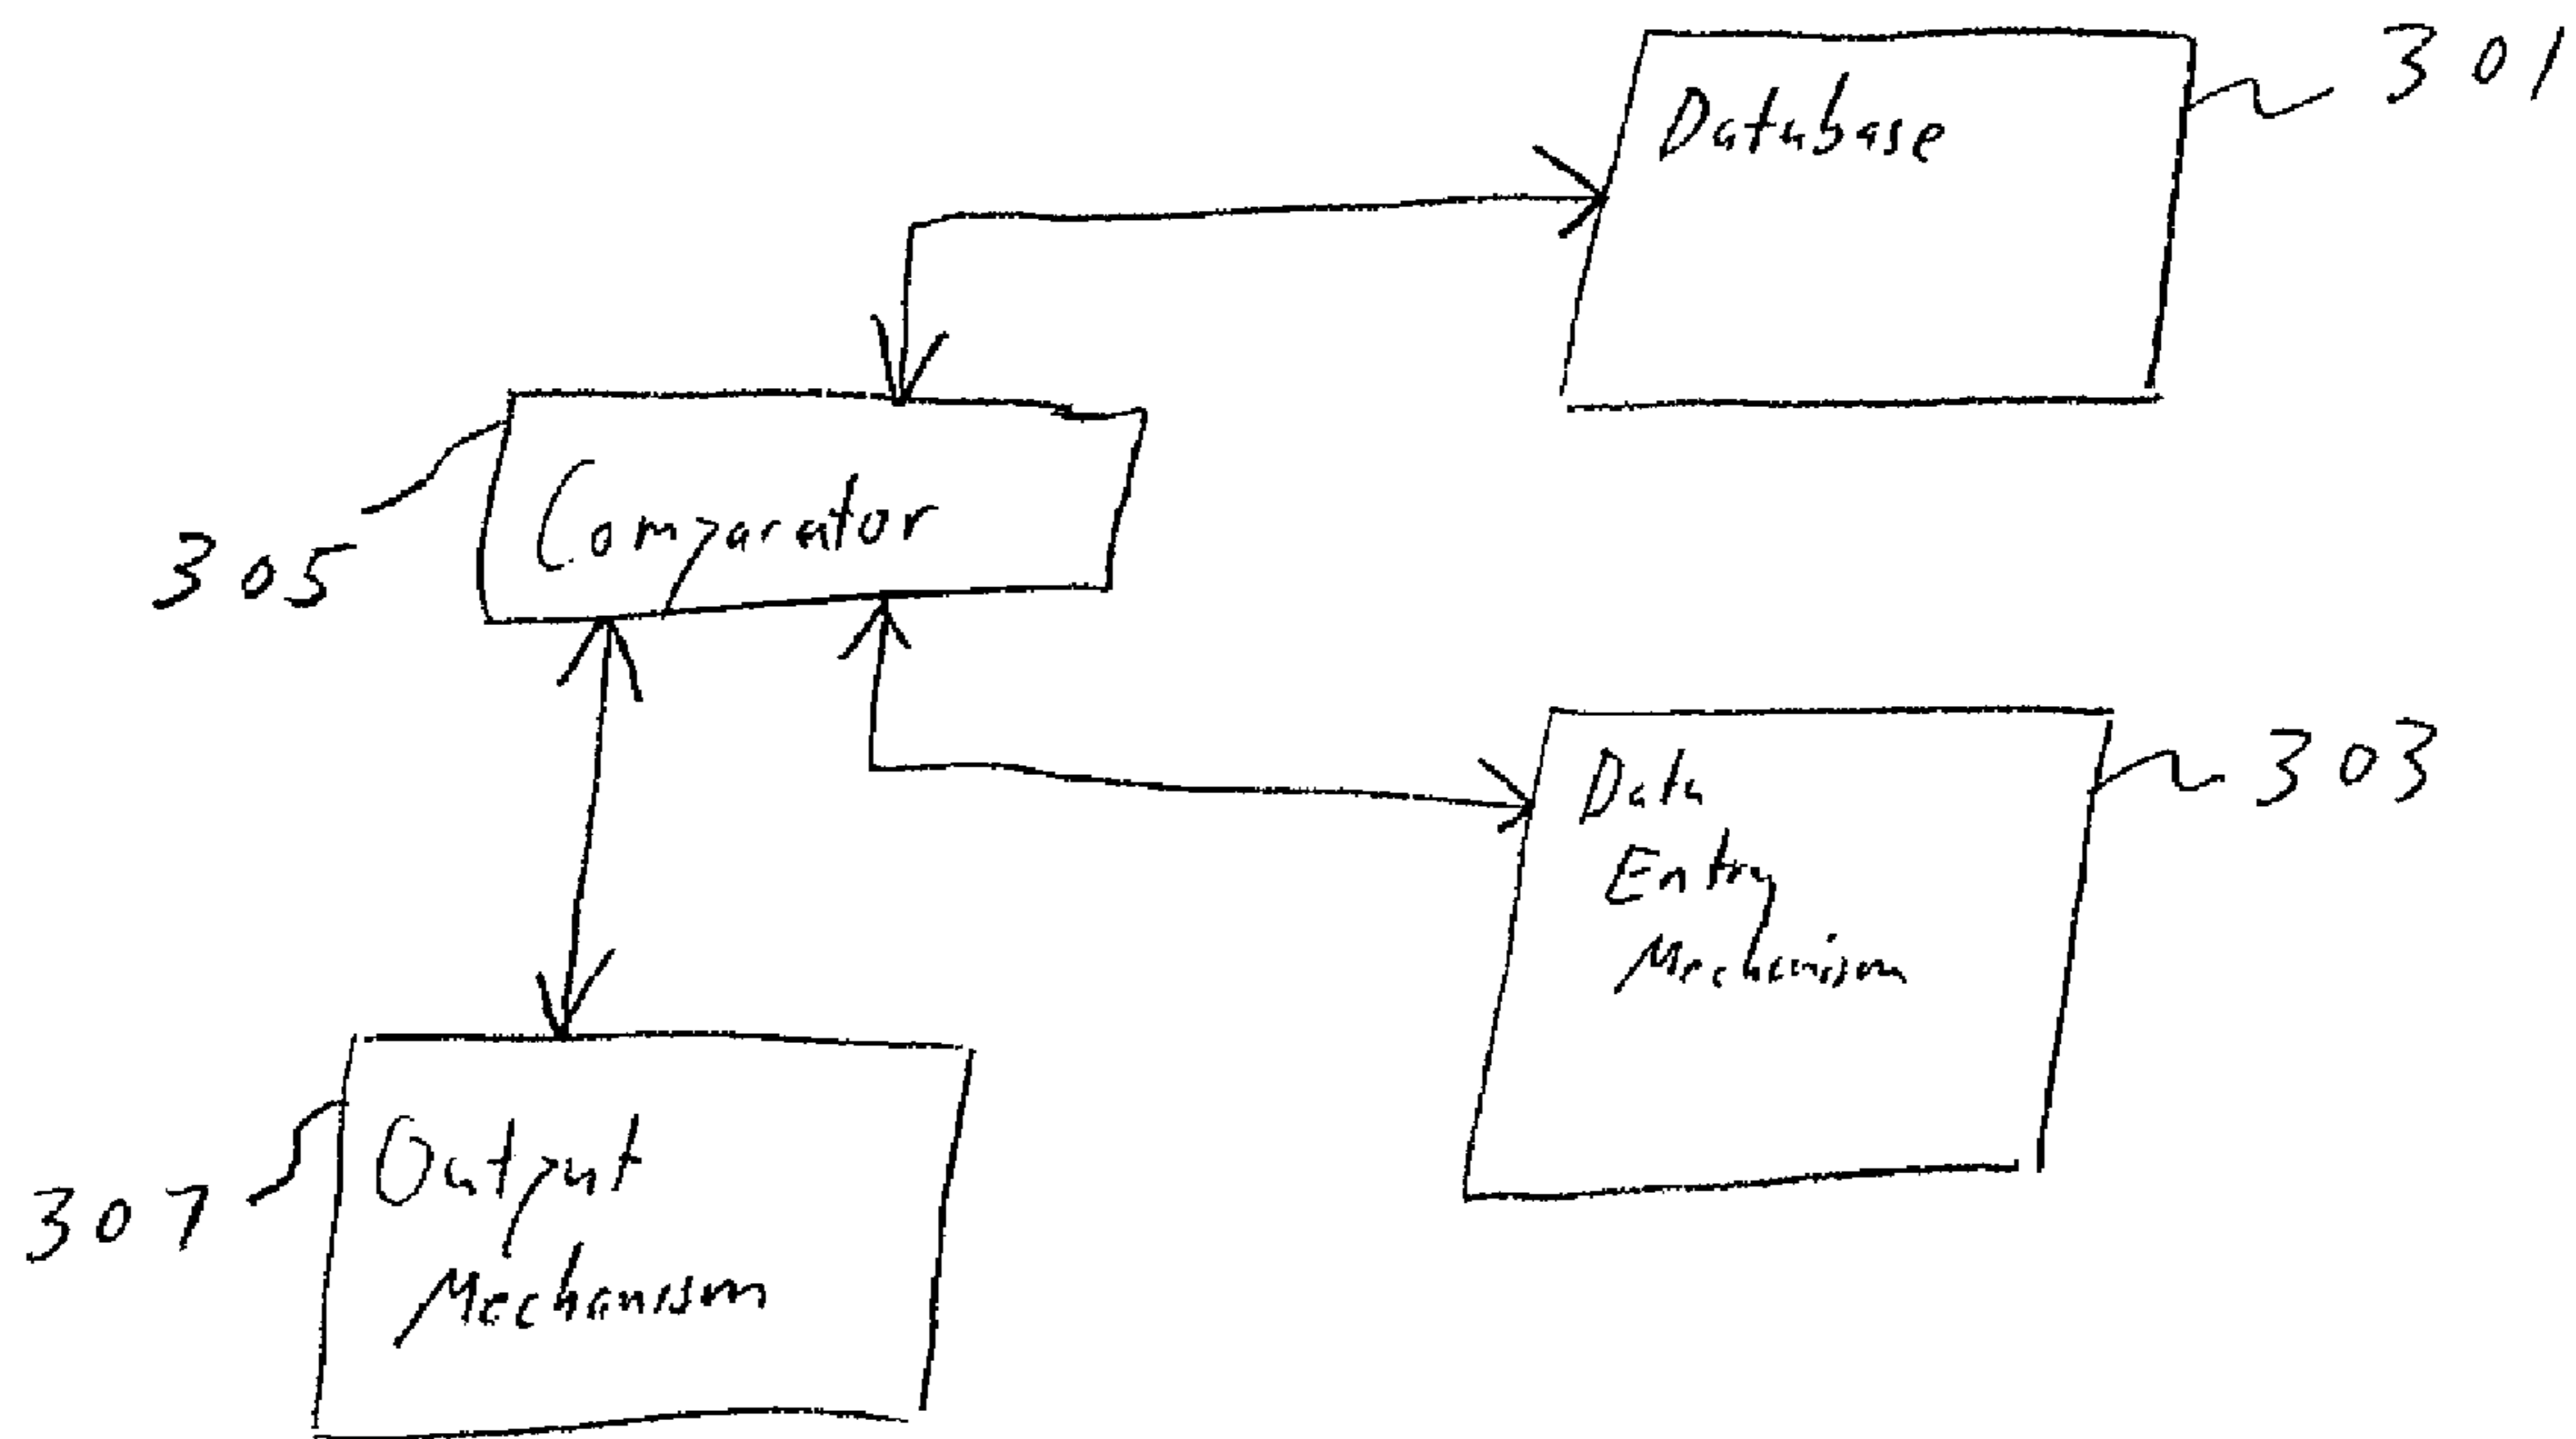 Database
301
Comparator
305
Data
Entry
Mechanism
303
Output
Mechanism
307